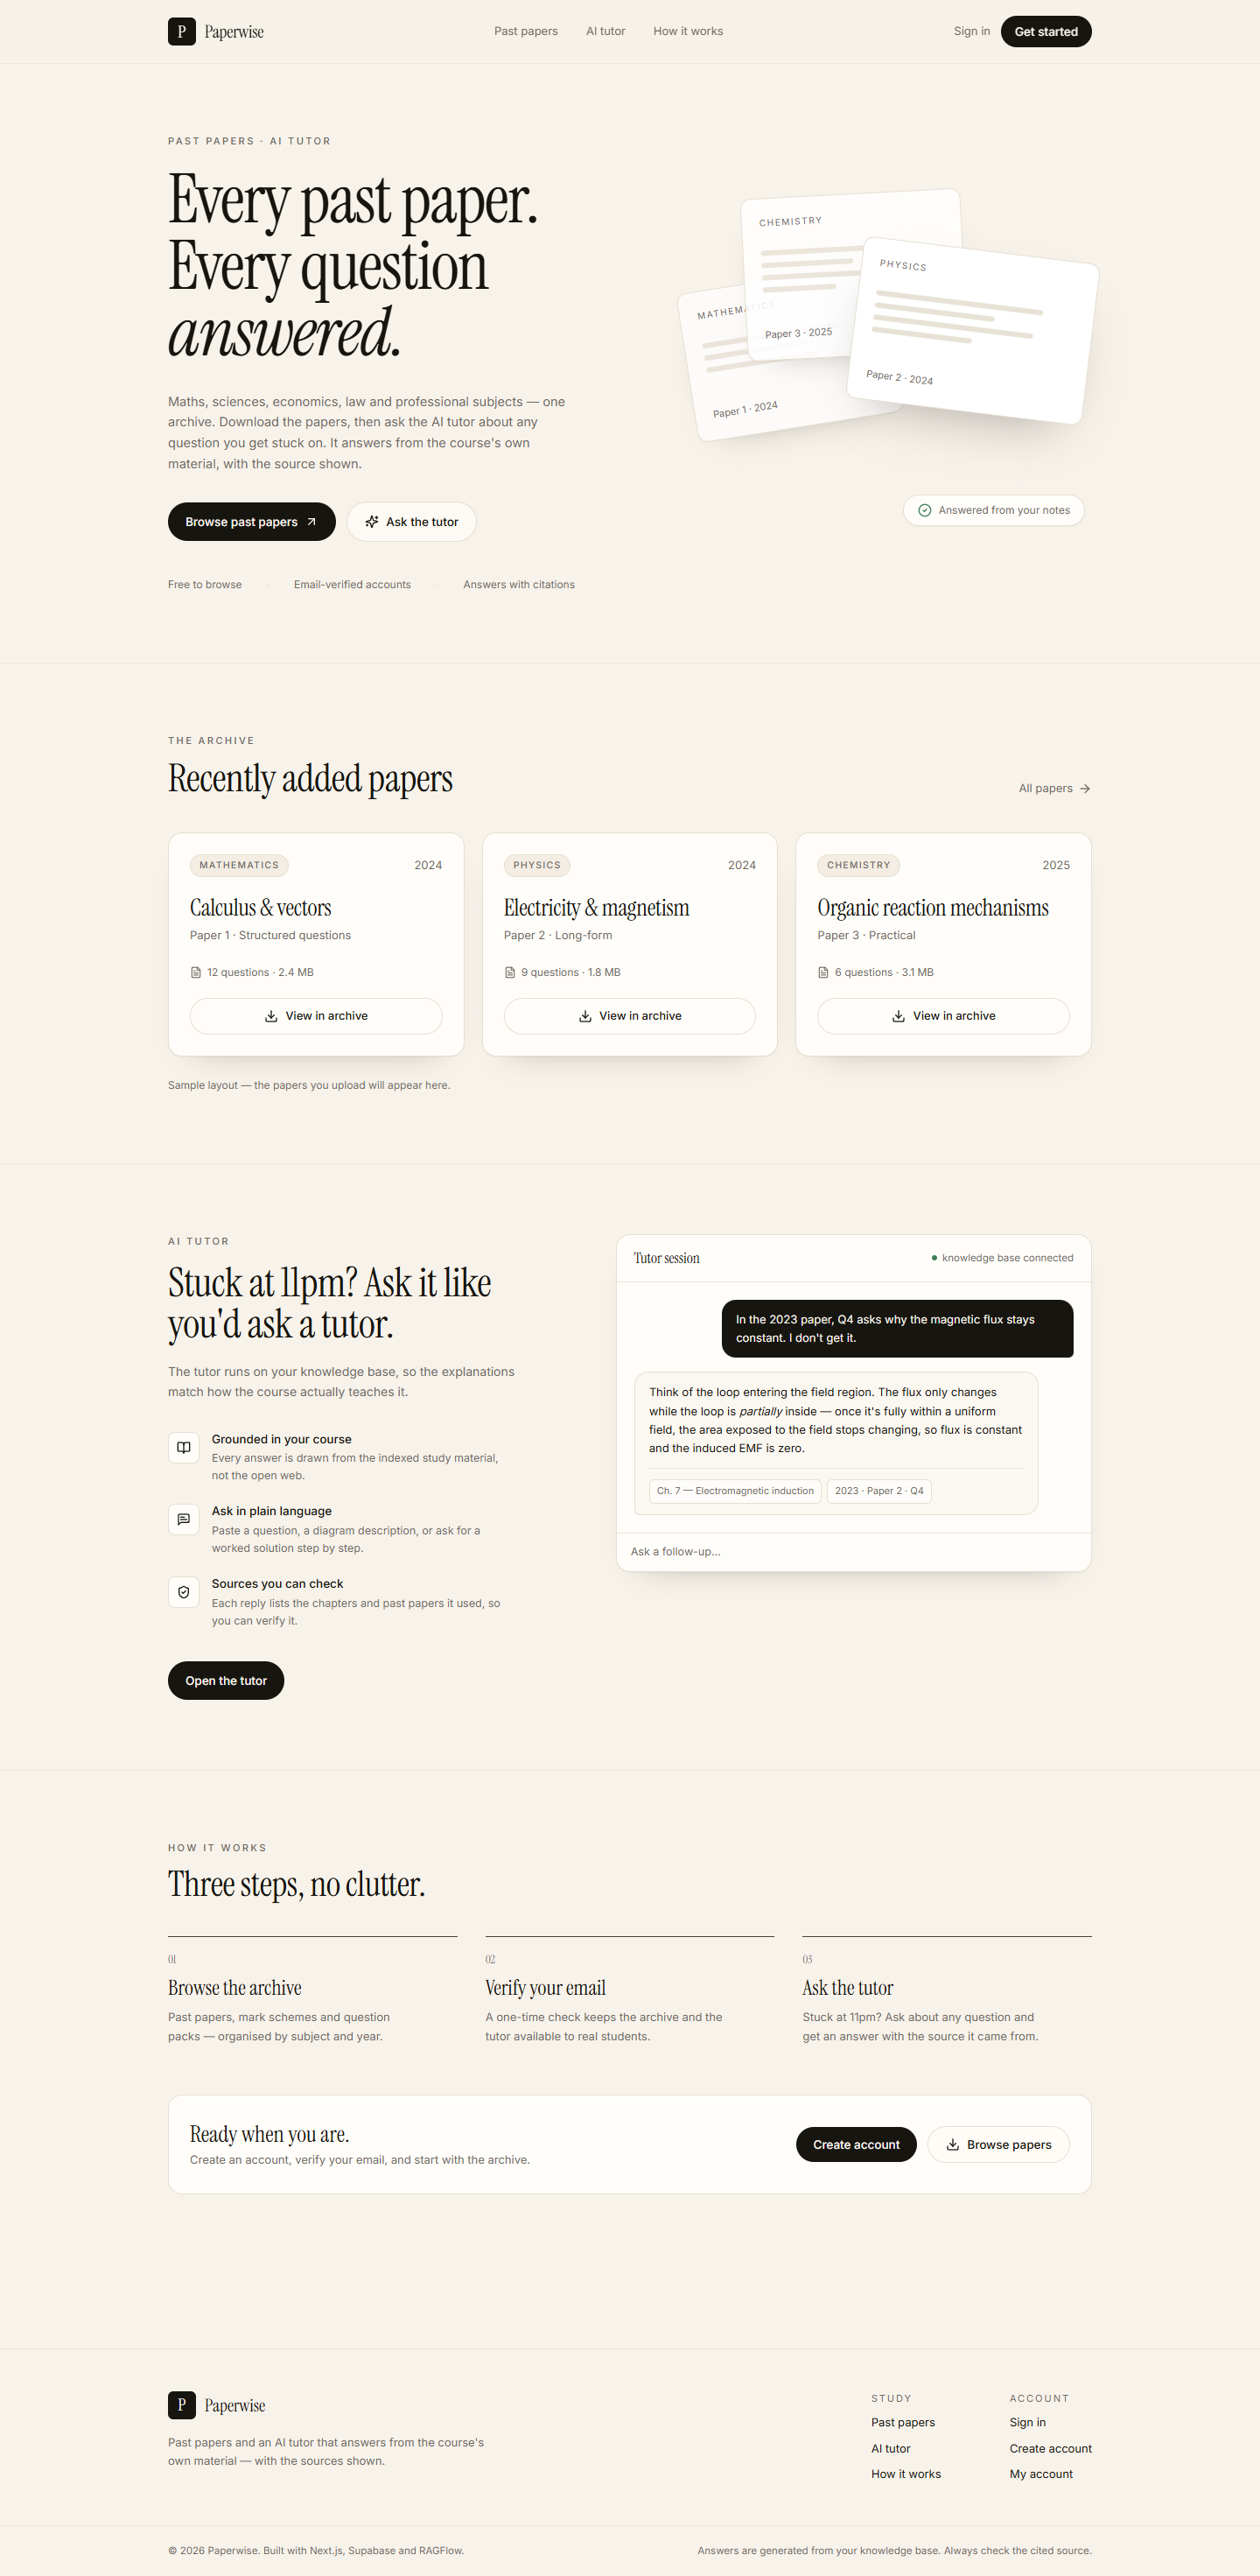 P Paperwise
Past papers
AI tutor
How it works
Sign in
Get started
PAST PAPERS · AI TUTOR
Every past paper.
Every question
answered.
Maths, sciences, economics, law and professional subjects — one
archive. Download the papers, then ask the AI tutor about any
question you get stuck on. It answers from the course's own
material, with the source shown.
Browse past papers
Ask the tutor
Free to browse · Email-verified accounts · Answers with citations
CHEMISTRY
Paper 3 · 2025
PHYSICS
Paper 2 · 2024
MATHEMATICS
Paper 1 · 2024
Answered from your notes
THE ARCHIVE
Recently added papers
All papers
MATHEMATICS
2024
Calculus & vectors
Paper 1 · Structured questions
12 questions · 2.4 MB
View in archive
PHYSICS
2024
Electricity & magnetism
Paper 2 · Long-form
9 questions · 1.8 MB
View in archive
CHEMISTRY
2025
Organic reaction mechanisms
Paper 3 · Practical
6 questions · 3.1 MB
View in archive
Sample layout — the papers you upload will appear here.
AI TUTOR
Stuck at 11pm? Ask it like
you'd ask a tutor.
The tutor runs on your knowledge base, so the explanations
match how the course actually teaches it.
Grounded in your course
Every answer is drawn from the indexed study material,
not the open web.
Ask in plain language
Paste a question, a diagram description, or ask for a
worked solution step by step.
Sources you can check
Each reply lists the chapters and past papers it used, so
you can verify it.
Open the tutor
Tutor session
knowledge base connected
In the 2023 paper, Q4 asks why the magnetic flux stays
constant. I don't get it.
Think of the loop entering the field region. The flux only changes
while the loop is partially inside — once it's fully within a uniform
field, the area exposed to the field stops changing, so flux is constant
and the induced EMF is zero.
Ch. 7 — Electromagnetic induction
2023 · Paper 2 · Q4
Ask a follow-up...
HOW IT WORKS
Three steps, no clutter.
01
Browse the archive
Past papers, mark schemes and question
packs — organised by subject and year.
02
Verify your email
A one-time check keeps the archive and the
tutor available to real students.
03
Ask the tutor
Stuck at 11pm? Ask about any question and
get an answer with the source it came from.
Ready when you are.
Create an account, verify your email, and start with the archive.
Create account
Browse papers
P Paperwise
Past papers and an AI tutor that answers from the course's
own material — with the sources shown.
STUDY
Past papers
AI tutor
How it works
ACCOUNT
Sign in
Create account
My account
© 2026 Paperwise. Built with Next.js, Supabase and RAGFlow.
Answers are generated from your knowledge base. Always check the cited source.